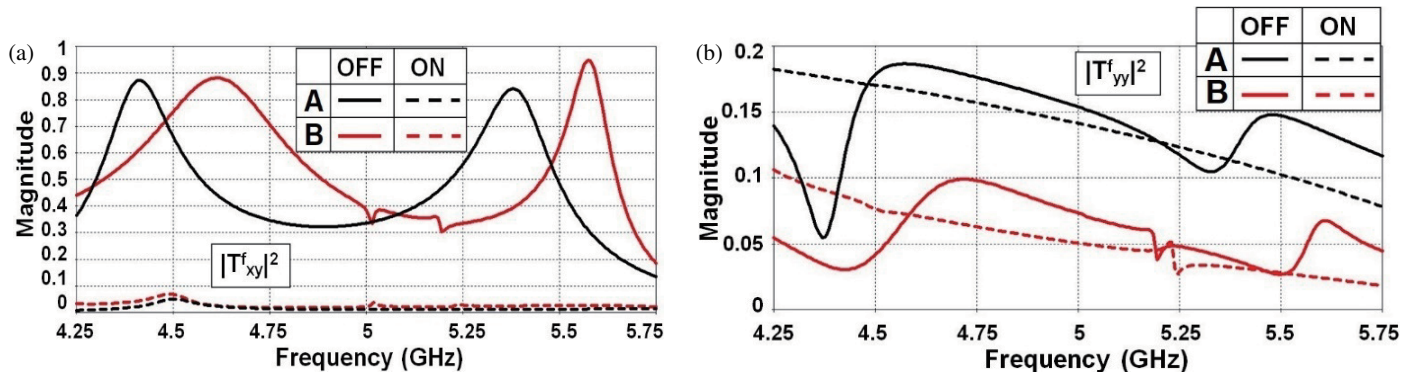 (a)
1
0.9
0.8
0.7
0.6
0.5
0.4
0.3
0.2
0.1
0
Magnitude
OFF ON
A
B
|Tᶠxy|²
4.25 4.5 4.75 5 5.25 5.5 5.75
Frequency (GHz)
(b)
0.2
0.15
0.1
0.05
0
Magnitude
|Tᶠyy|²
OFF ON
A
B
4.25 4.5 4.75 5 5.25 5.5 5.75
Frequency (GHz)